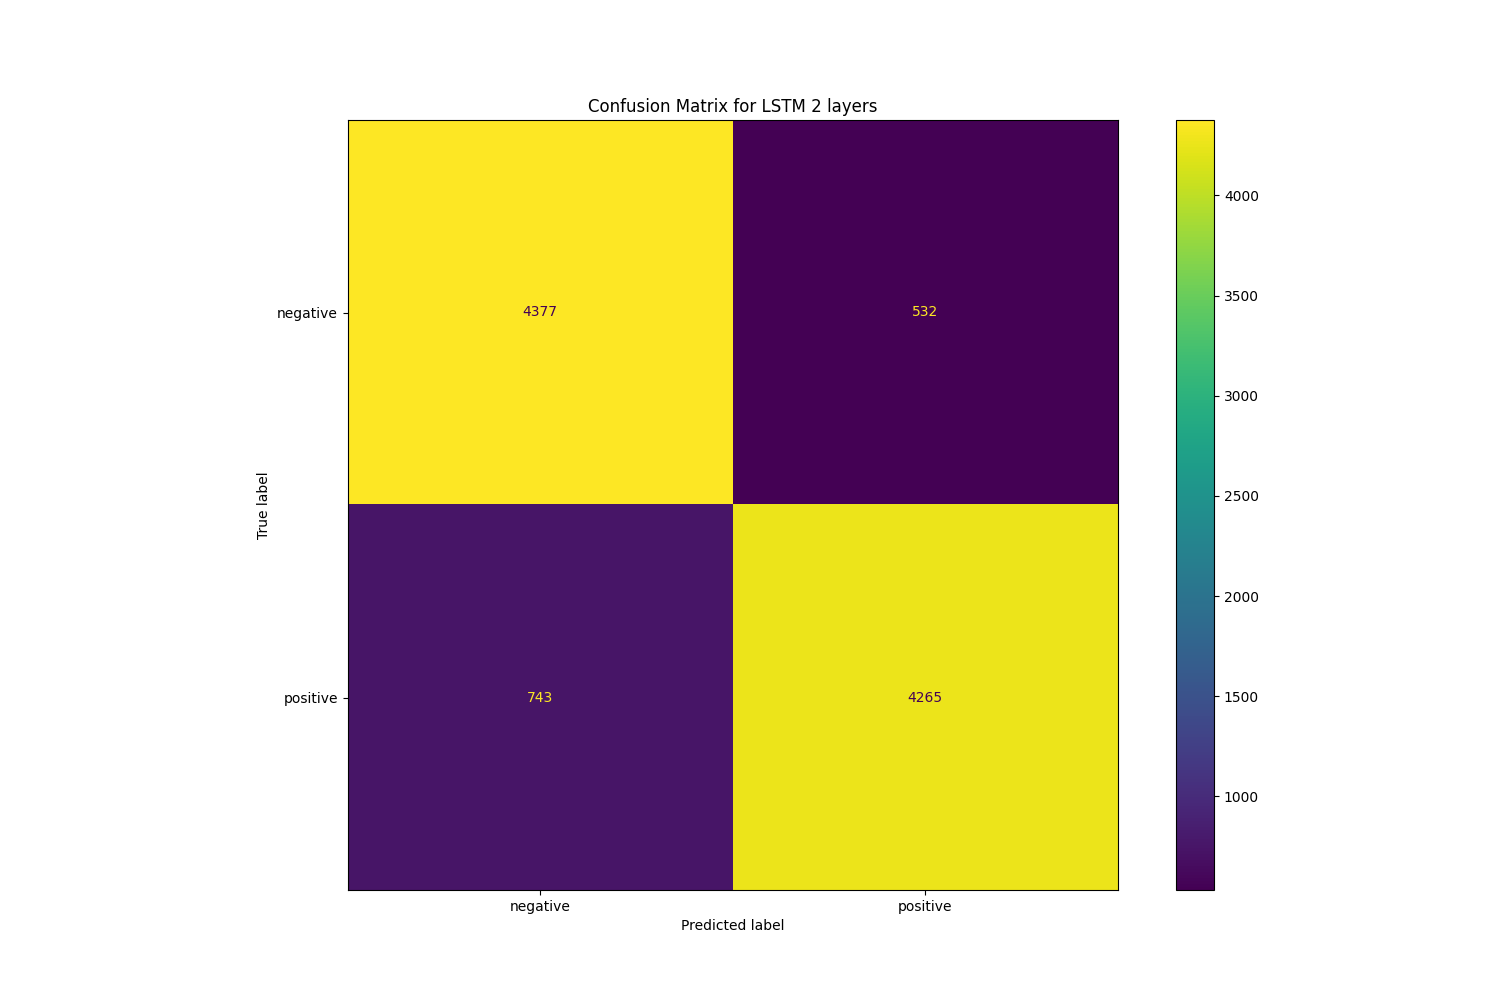 Confusion Matrix for LSTM 2 layers
negative
4377
532
True label
positive
743
4265
negative
positive
Predicted label
4000
3500
3000
2500
2000
1500
1000